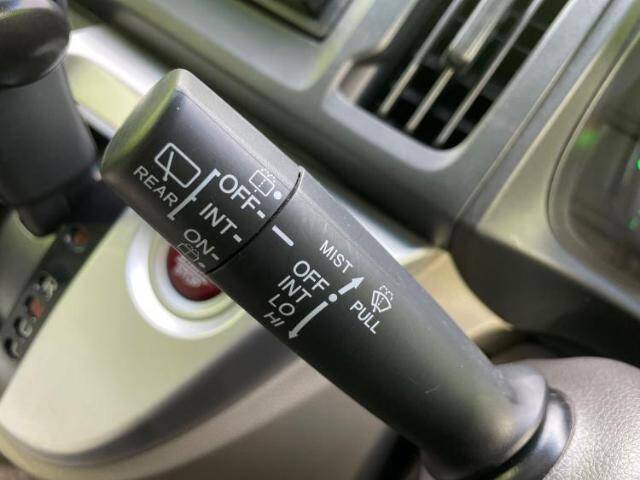 REAR
OFF
INT
ON
MIST
OFF
INT
LO
HI
PULL
R